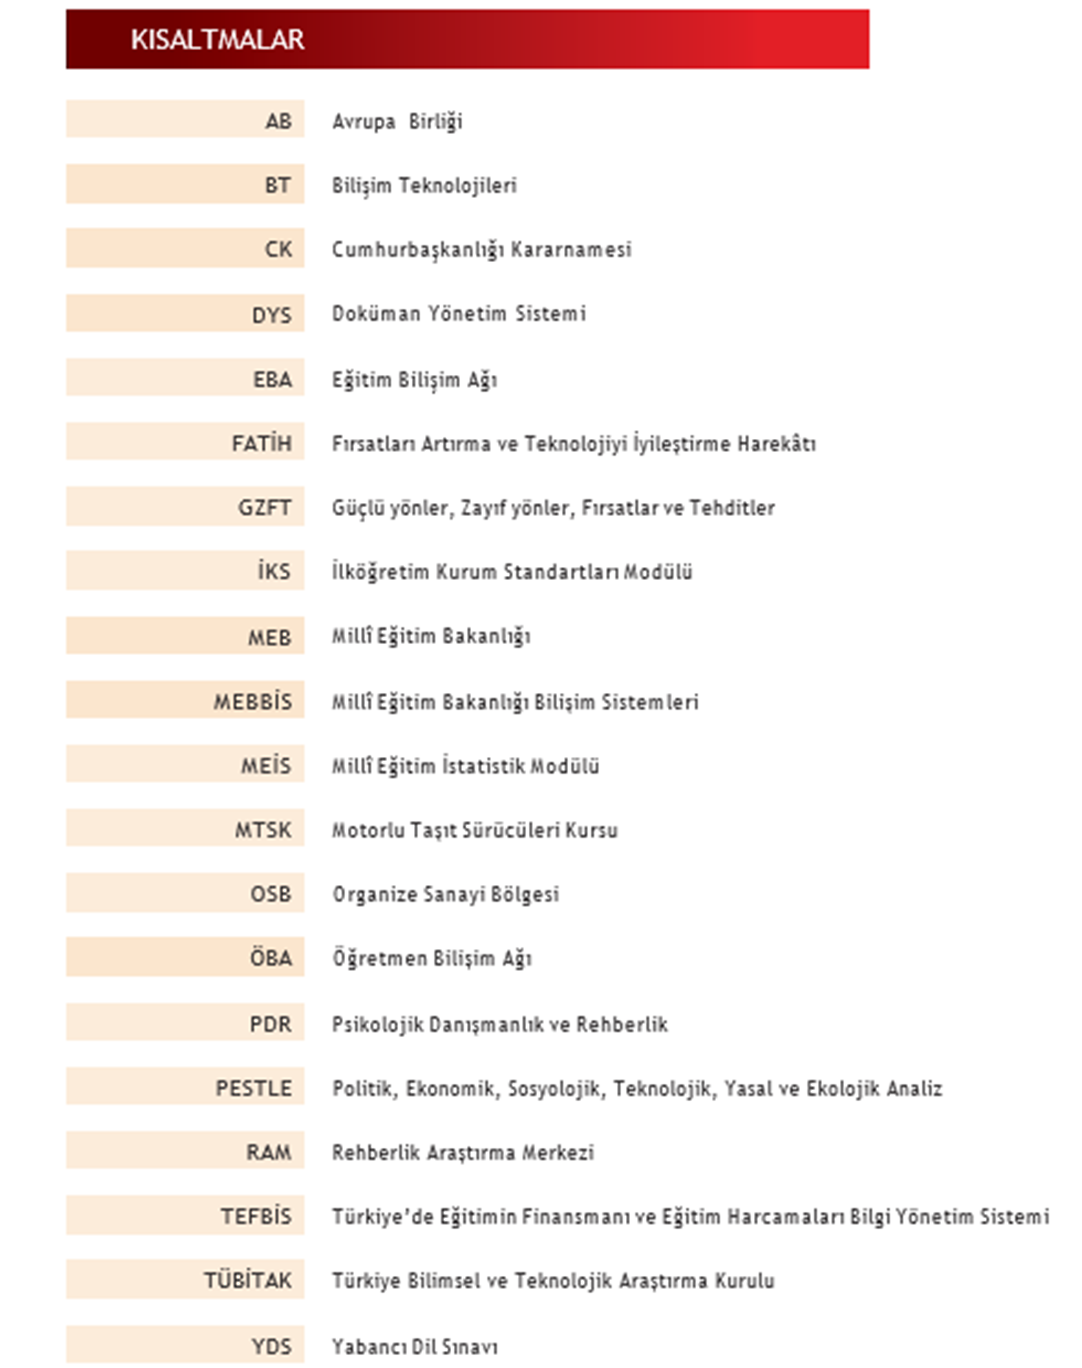 KISALTMALAR
AB Avrupa Birliği
BT Bilişim Teknolojileri
CK Cumhurbaşkanlığı Kararnamesi
DYS Doküman Yönetim Sistemi
EBA Eğitim Bilişim Ağı
FATİH Fırsatları Artırma ve Teknolojiyi İyileştirme Harekâtı
GZFT Güçlü yönler, Zayıf yönler, Fırsatlar ve Tehditler
İKS İlköğretim Kurum Standartları Modülü
MEB Millî Eğitim Bakanlığı
MEBBİS Millî Eğitim Bakanlığı Bilişim Sistemleri
MEİS Millî Eğitim İstatistik Modülü
MTSK Motorlu Taşıt Sürücüleri Kursu
OSB Organize Sanayi Bölgesi
ÖBA Öğretmen Bilişim Ağı
PDR Psikolojik Danışmanlık ve Rehberlik
PESTLE Politik, Ekonomik, Sosyolojik, Teknolojik, Yasal ve Ekolojik Analiz
RAM Rehberlik Araştırma Merkezi
TEFBİS Türkiye’de Eğitimin Finansmanı ve Eğitim Harcamaları Bilgi Yönetim Sistemi
TÜBİTAK Türkiye Bilimsel ve Teknolojik Araştırma Kurulu
YDS Yabancı Dil Sınavı